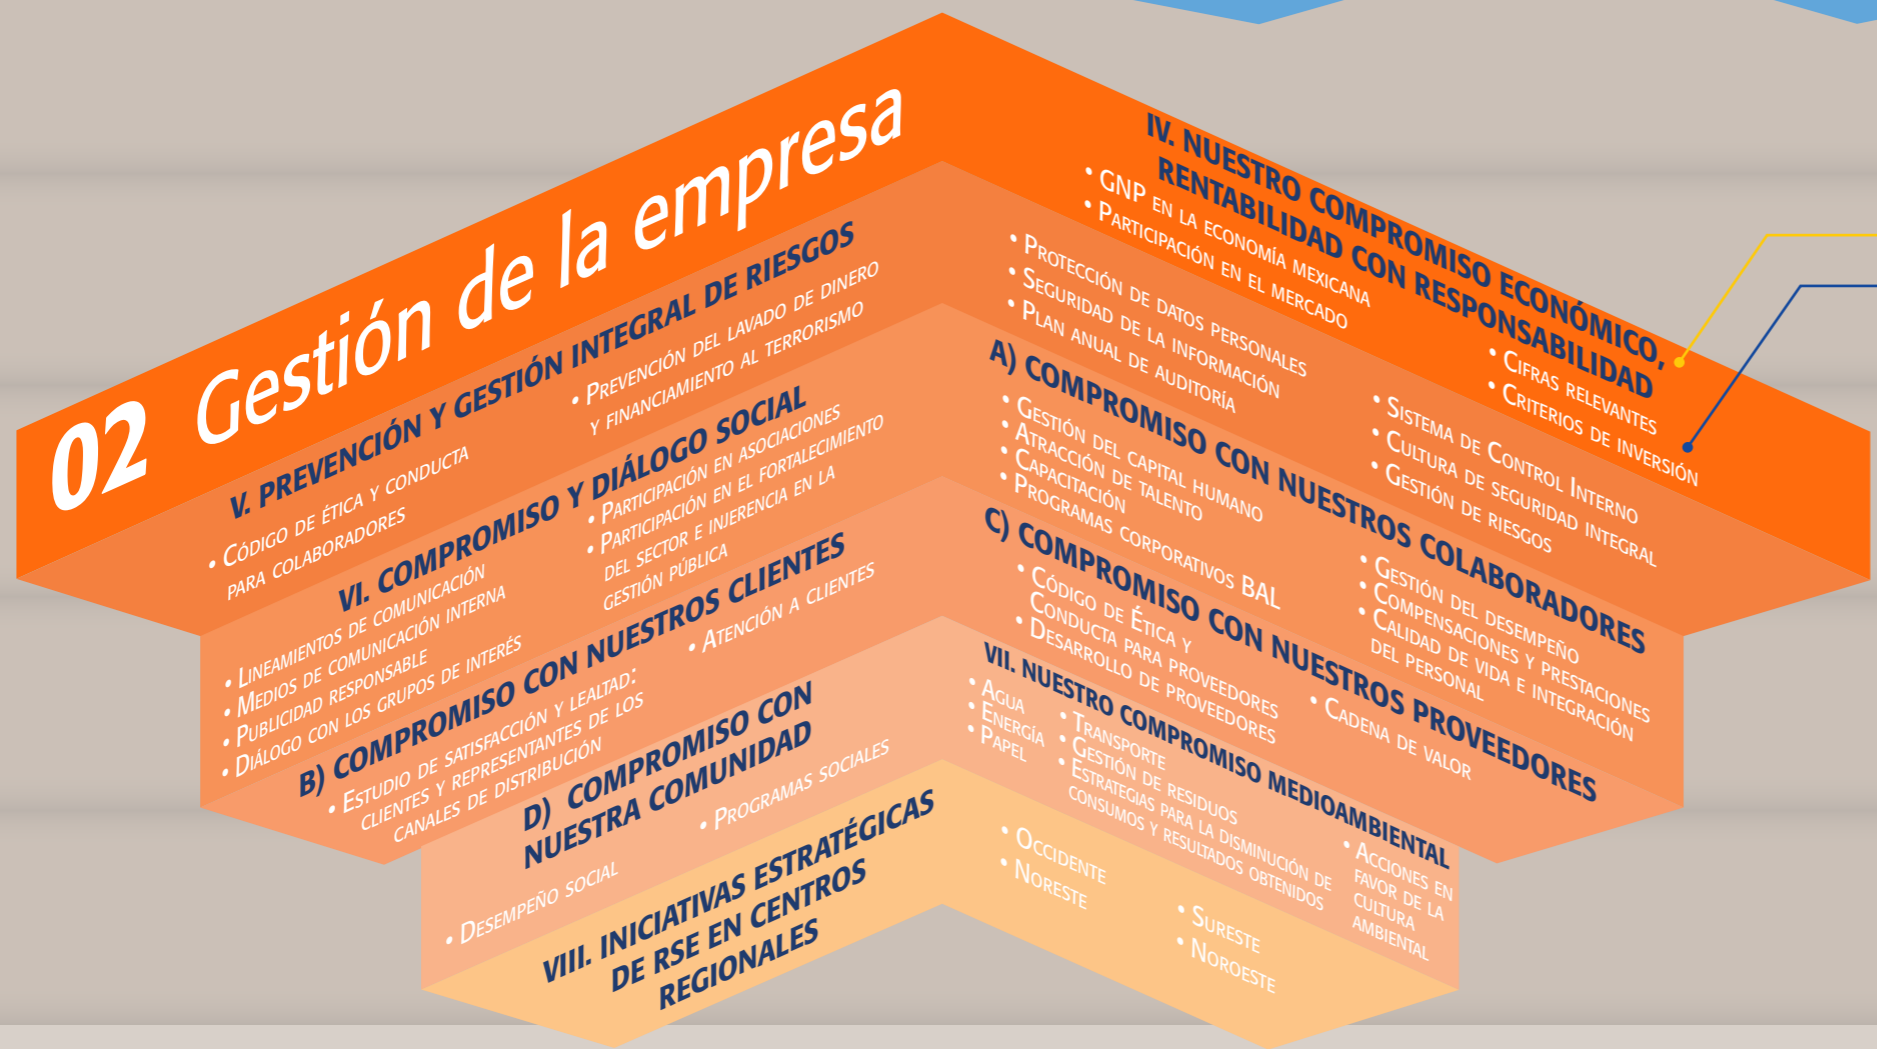 02 Gestión de la empresa
IV. NUESTRO COMPROMISO ECONÓMICO,
RENTABILIDAD CON RESPONSABILIDAD
• GNP EN LA ECONOMÍA MEXICANA
• PARTICIPACIÓN EN EL MERCADO
• CIFRAS RELEVANTES
• CRITERIOS DE INVERSIÓN
V. PREVENCIÓN Y GESTIÓN INTEGRAL DE RIESGOS
• CÓDIGO DE ÉTICA Y CONDUCTA
PARA COLABORADORES
• PREVENCIÓN DEL LAVADO DE DINERO
Y FINANCIAMIENTO AL TERRORISMO
• PROTECCIÓN DE DATOS PERSONALES
• SEGURIDAD DE LA INFORMACIÓN
• PLAN ANUAL DE AUDITORÍA
• SISTEMA DE CONTROL INTERNO
• CULTURA DE SEGURIDAD INTEGRAL
• GESTIÓN DE RIESGOS
VI. COMPROMISO Y DIÁLOGO SOCIAL
• LINEAMIENTOS DE COMUNICACIÓN
• MEDIOS DE COMUNICACIÓN INTERNA
• PUBLICIDAD RESPONSABLE
• DIÁLOGO CON LOS GRUPOS DE INTERÉS
• PARTICIPACIÓN EN ASOCIACIONES
• PARTICIPACIÓN EN EL FORTALECIMIENTO
DEL SECTOR E INJERENCIA EN LA
GESTIÓN PÚBLICA
A) COMPROMISO CON NUESTROS COLABORADORES
• GESTIÓN DEL CAPITAL HUMANO
• ATRACCIÓN DE TALENTO
• CAPACITACIÓN
• PROGRAMAS CORPORATIVOS BAL
• GESTIÓN DEL DESEMPEÑO
• COMPENSACIONES Y PRESTACIONES
• CALIDAD DE VIDA E INTEGRACIÓN
DEL PERSONAL
B) COMPROMISO CON NUESTROS CLIENTES
• ESTUDIO DE SATISFACCIÓN Y LEALTAD:
CLIENTES Y REPRESENTANTES DE LOS
CANALES DE DISTRIBUCIÓN
• ATENCIÓN A CLIENTES
C) COMPROMISO CON NUESTROS PROVEEDORES
• CÓDIGO DE ÉTICA Y
CONDUCTA PARA PROVEEDORES
• DESARROLLO DE PROVEEDORES
• CADENA DE VALOR
D) COMPROMISO CON
NUESTRA COMUNIDAD
• DESEMPEÑO SOCIAL
• PROGRAMAS SOCIALES
VII. NUESTRO COMPROMISO MEDIOAMBIENTAL
• AGUA
• ENERGÍA
• PAPEL
• TRANSPORTE
• GESTIÓN DE RESIDUOS
• ESTRATEGIAS PARA LA DISMINUCIÓN DE
CONSUMOS Y RESULTADOS OBTENIDOS
• ACCIONES EN
FAVOR DE LA
CULTURA
AMBIENTAL
VIII. INICIATIVAS ESTRATÉGICAS
DE RSE EN CENTROS
REGIONALES
• OCCIDENTE
• NORESTE
• SURESTE
• NOROESTE